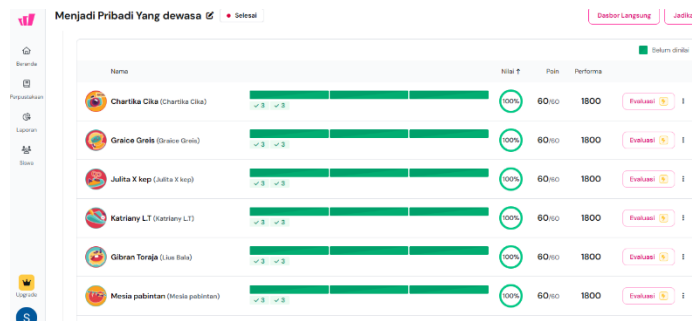 Menjadi Pribadi Yang dewasa
Selesai
Dasbor Langsung
Jadika
Beranda
Perpustakaan
Laporan
Siswa
Upgrade
S
Belum dinilai
Nama
Nilai ↑
Poin
Performa
Chartika Cika (Chartika Cika)
✓ 3 ✓ 3
100%
60/60
1800
Evaluasi
Graice Greis (Graice Greis)
✓ 3 ✓ 3
100%
60/60
1800
Evaluasi
Julita X kep (Julita X kep)
✓ 3 ✓ 3
100%
60/60
1800
Evaluasi
Katriany L.T (Katriany L.T)
✓ 3 ✓ 3
100%
60/60
1800
Evaluasi
Gibran Toraja (Lius Bala)
✓ 3 ✓ 3
100%
60/60
1800
Evaluasi
Mesia pabintan (Mesia pabintan)
✓ 3 ✓ 3
100%
60/60
1800
Evaluasi